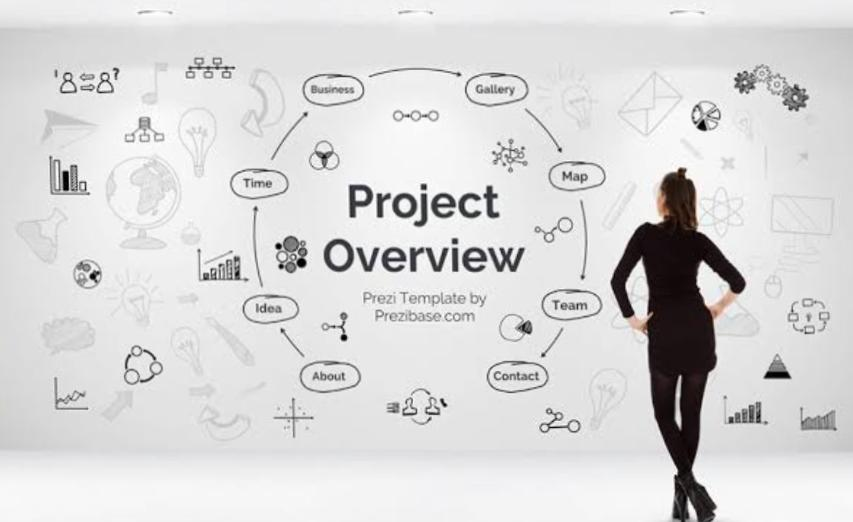 Business
Gallery
Time
Map
Project
Overview
Prezi Template by
Prezibase.com
Idea
Team
About
Contact